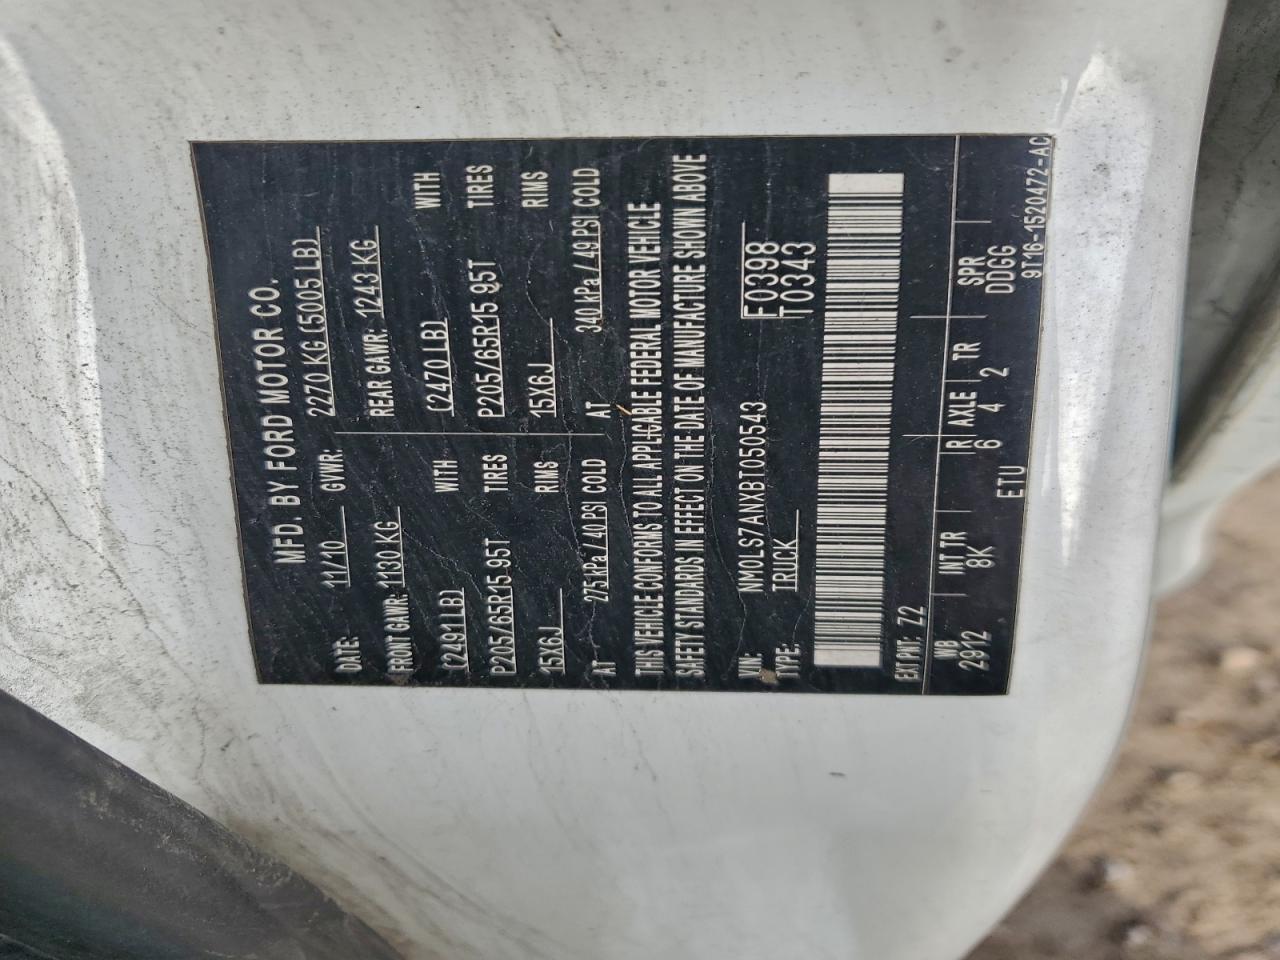 MFD. BY FORD MOTOR CO.
DATE: 11/10 GVWR: 2270 KG (5005 LB)
FRONT GAWR: 1130 KG REAR GAWR: 1243 KG
(2491 LB) WITH (2470 LB) WITH
P205/65R15 95T TIRES P205/65R15 95T TIRES
15X6J RIMS 15X6J RIMS
AT 275 kPa / 40 PSI COLD AT 340 kPa / 49 PSI COLD
THIS VEHICLE CONFORMS TO ALL APPLICABLE FEDERAL MOTOR VEHICLE
SAFETY STANDARDS IN EFFECT ON THE DATE OF MANUFACTURE SHOWN ABOVE
VIN: NM0LS7ANXBT050543 F0398
TYPE: TRUCK T0343
EXT PNT: Z2
WB INT TR R AXLE TR SPR
2912 8K 6 4 2 DDGG
ETU 9T16-1520472-AC